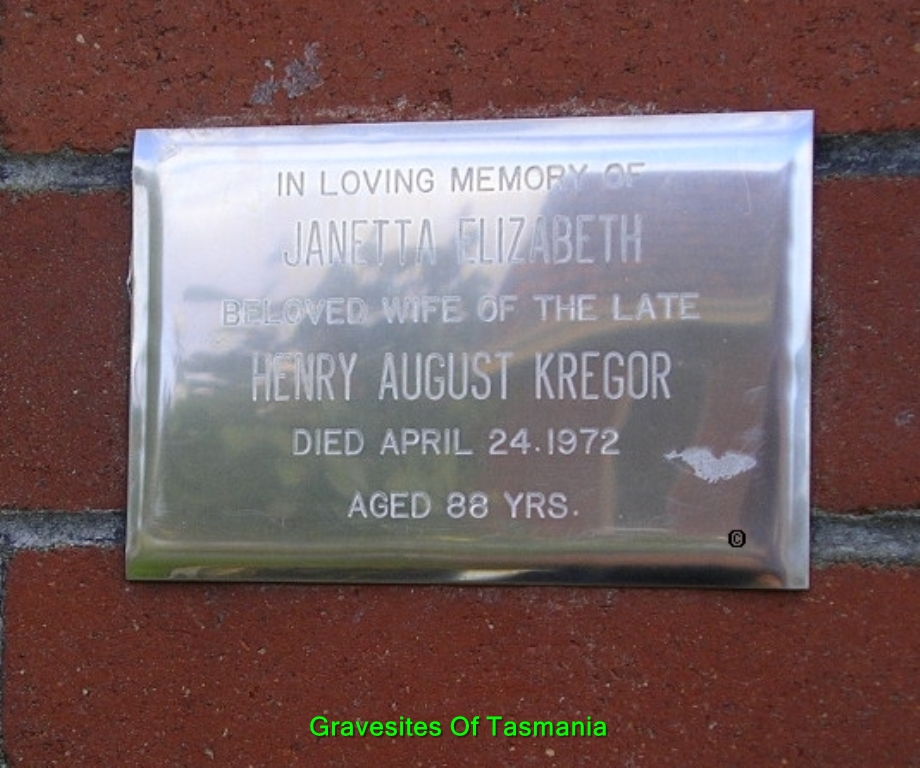 IN LOVING MEMORY OF
JANETTA ELIZABETH
BELOVED WIFE OF THE LATE
HENRY AUGUST KREGOR
DIED APRIL 24.1972
AGED 88 YRS.
©
Gravesites Of Tasmania